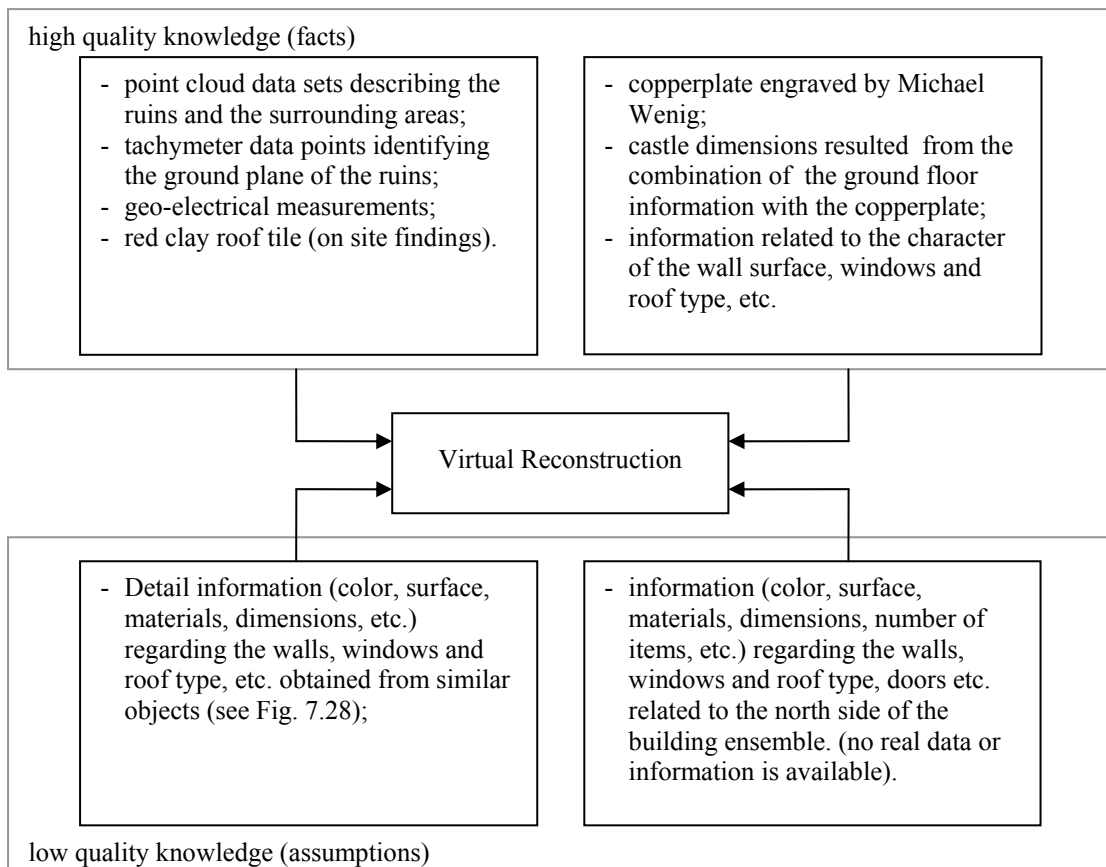 high quality knowledge (facts)
- point cloud data sets describing the
ruins and the surrounding areas;
- tachymeter data points identifying
the ground plane of the ruins;
- geo-electrical measurements;
- red clay roof tile (on site findings).
- copperplate engraved by Michael
Wenig;
- castle dimensions resulted from the
combination of the ground floor
information with the copperplate;
- information related to the character
of the wall surface, windows and
roof type, etc.
Virtual Reconstruction
- Detail information (color, surface,
materials, dimensions, etc.)
regarding the walls, windows and
roof type, etc. obtained from similar
objects (see Fig. 7.28);
- information (color, surface,
materials, dimensions, number of
items, etc.) regarding the walls,
windows and roof type, doors etc.
related to the north side of the
building ensemble. (no real data or
information is available).
low quality knowledge (assumptions)